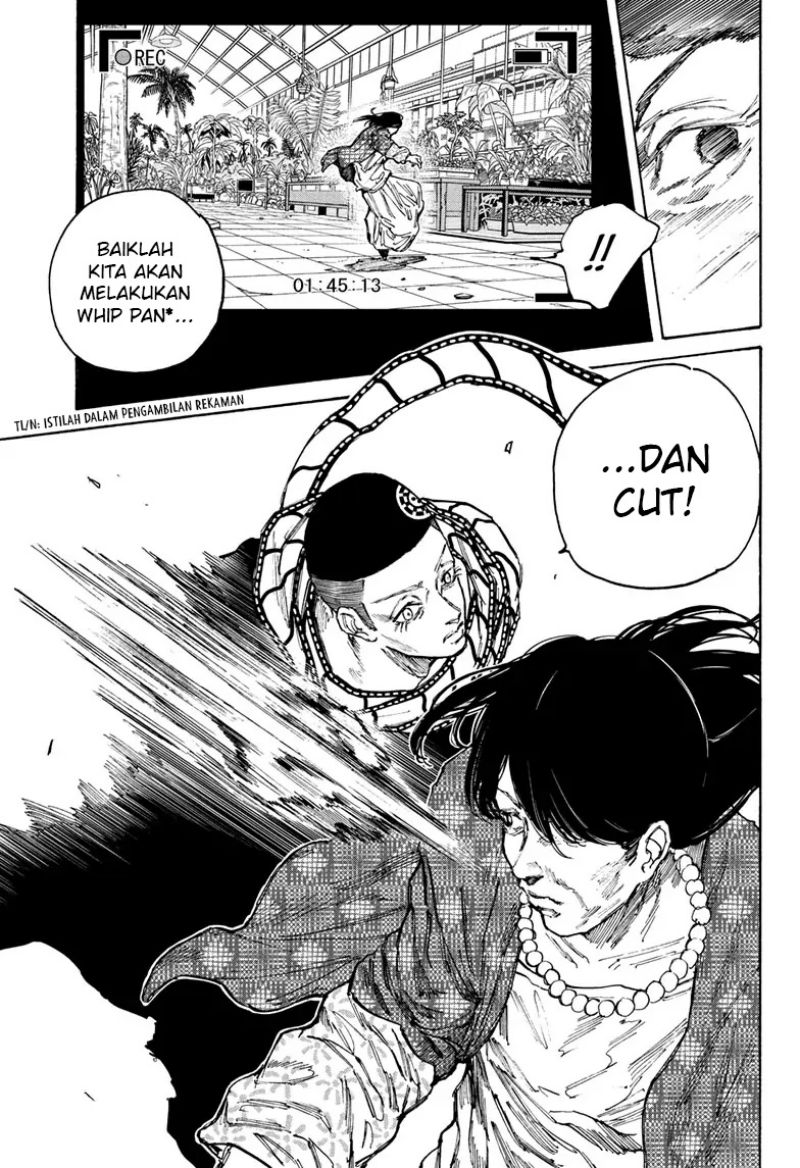 !!
REC
BAIKLAH
KITA AKAN
MELAKUKAN
WHIP PAN*...
01:45:13
TL/N: ISTILAH DALAM PENGAMBILAN REKAMAN
...DAN
CUT!